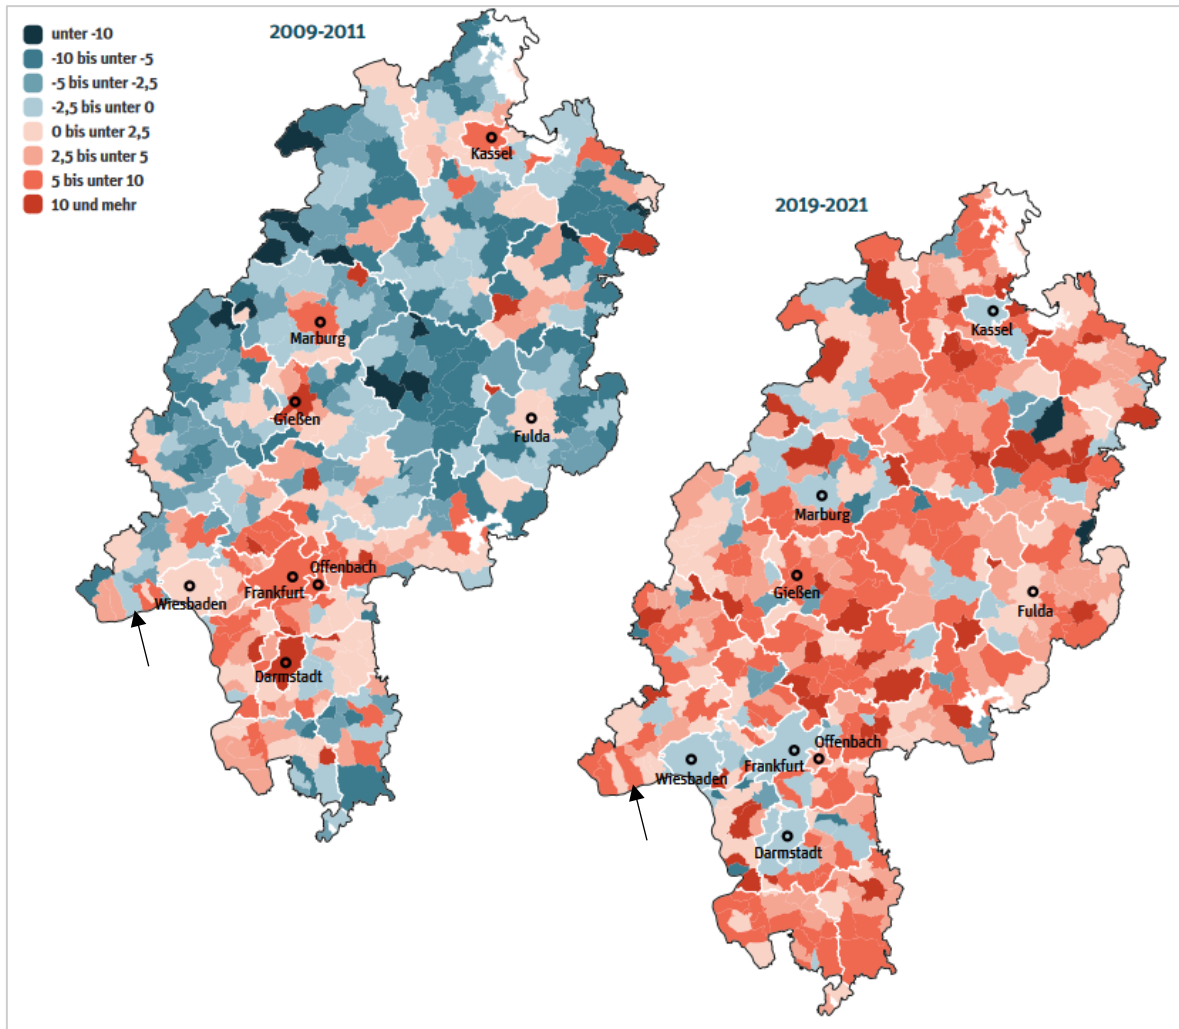 unter -10
-10 bis unter -5
-5 bis unter -2,5
-2,5 bis unter 0
0 bis unter 2,5
2,5 bis unter 5
5 bis unter 10
10 und mehr
2009-2011
Kassel
Marburg
Gießen
Fulda
Offenbach
Frankfurt
Wiesbaden
Darmstadt
2019-2021
Kassel
Marburg
Gießen
Fulda
Offenbach
Frankfurt
Wiesbaden
Darmstadt